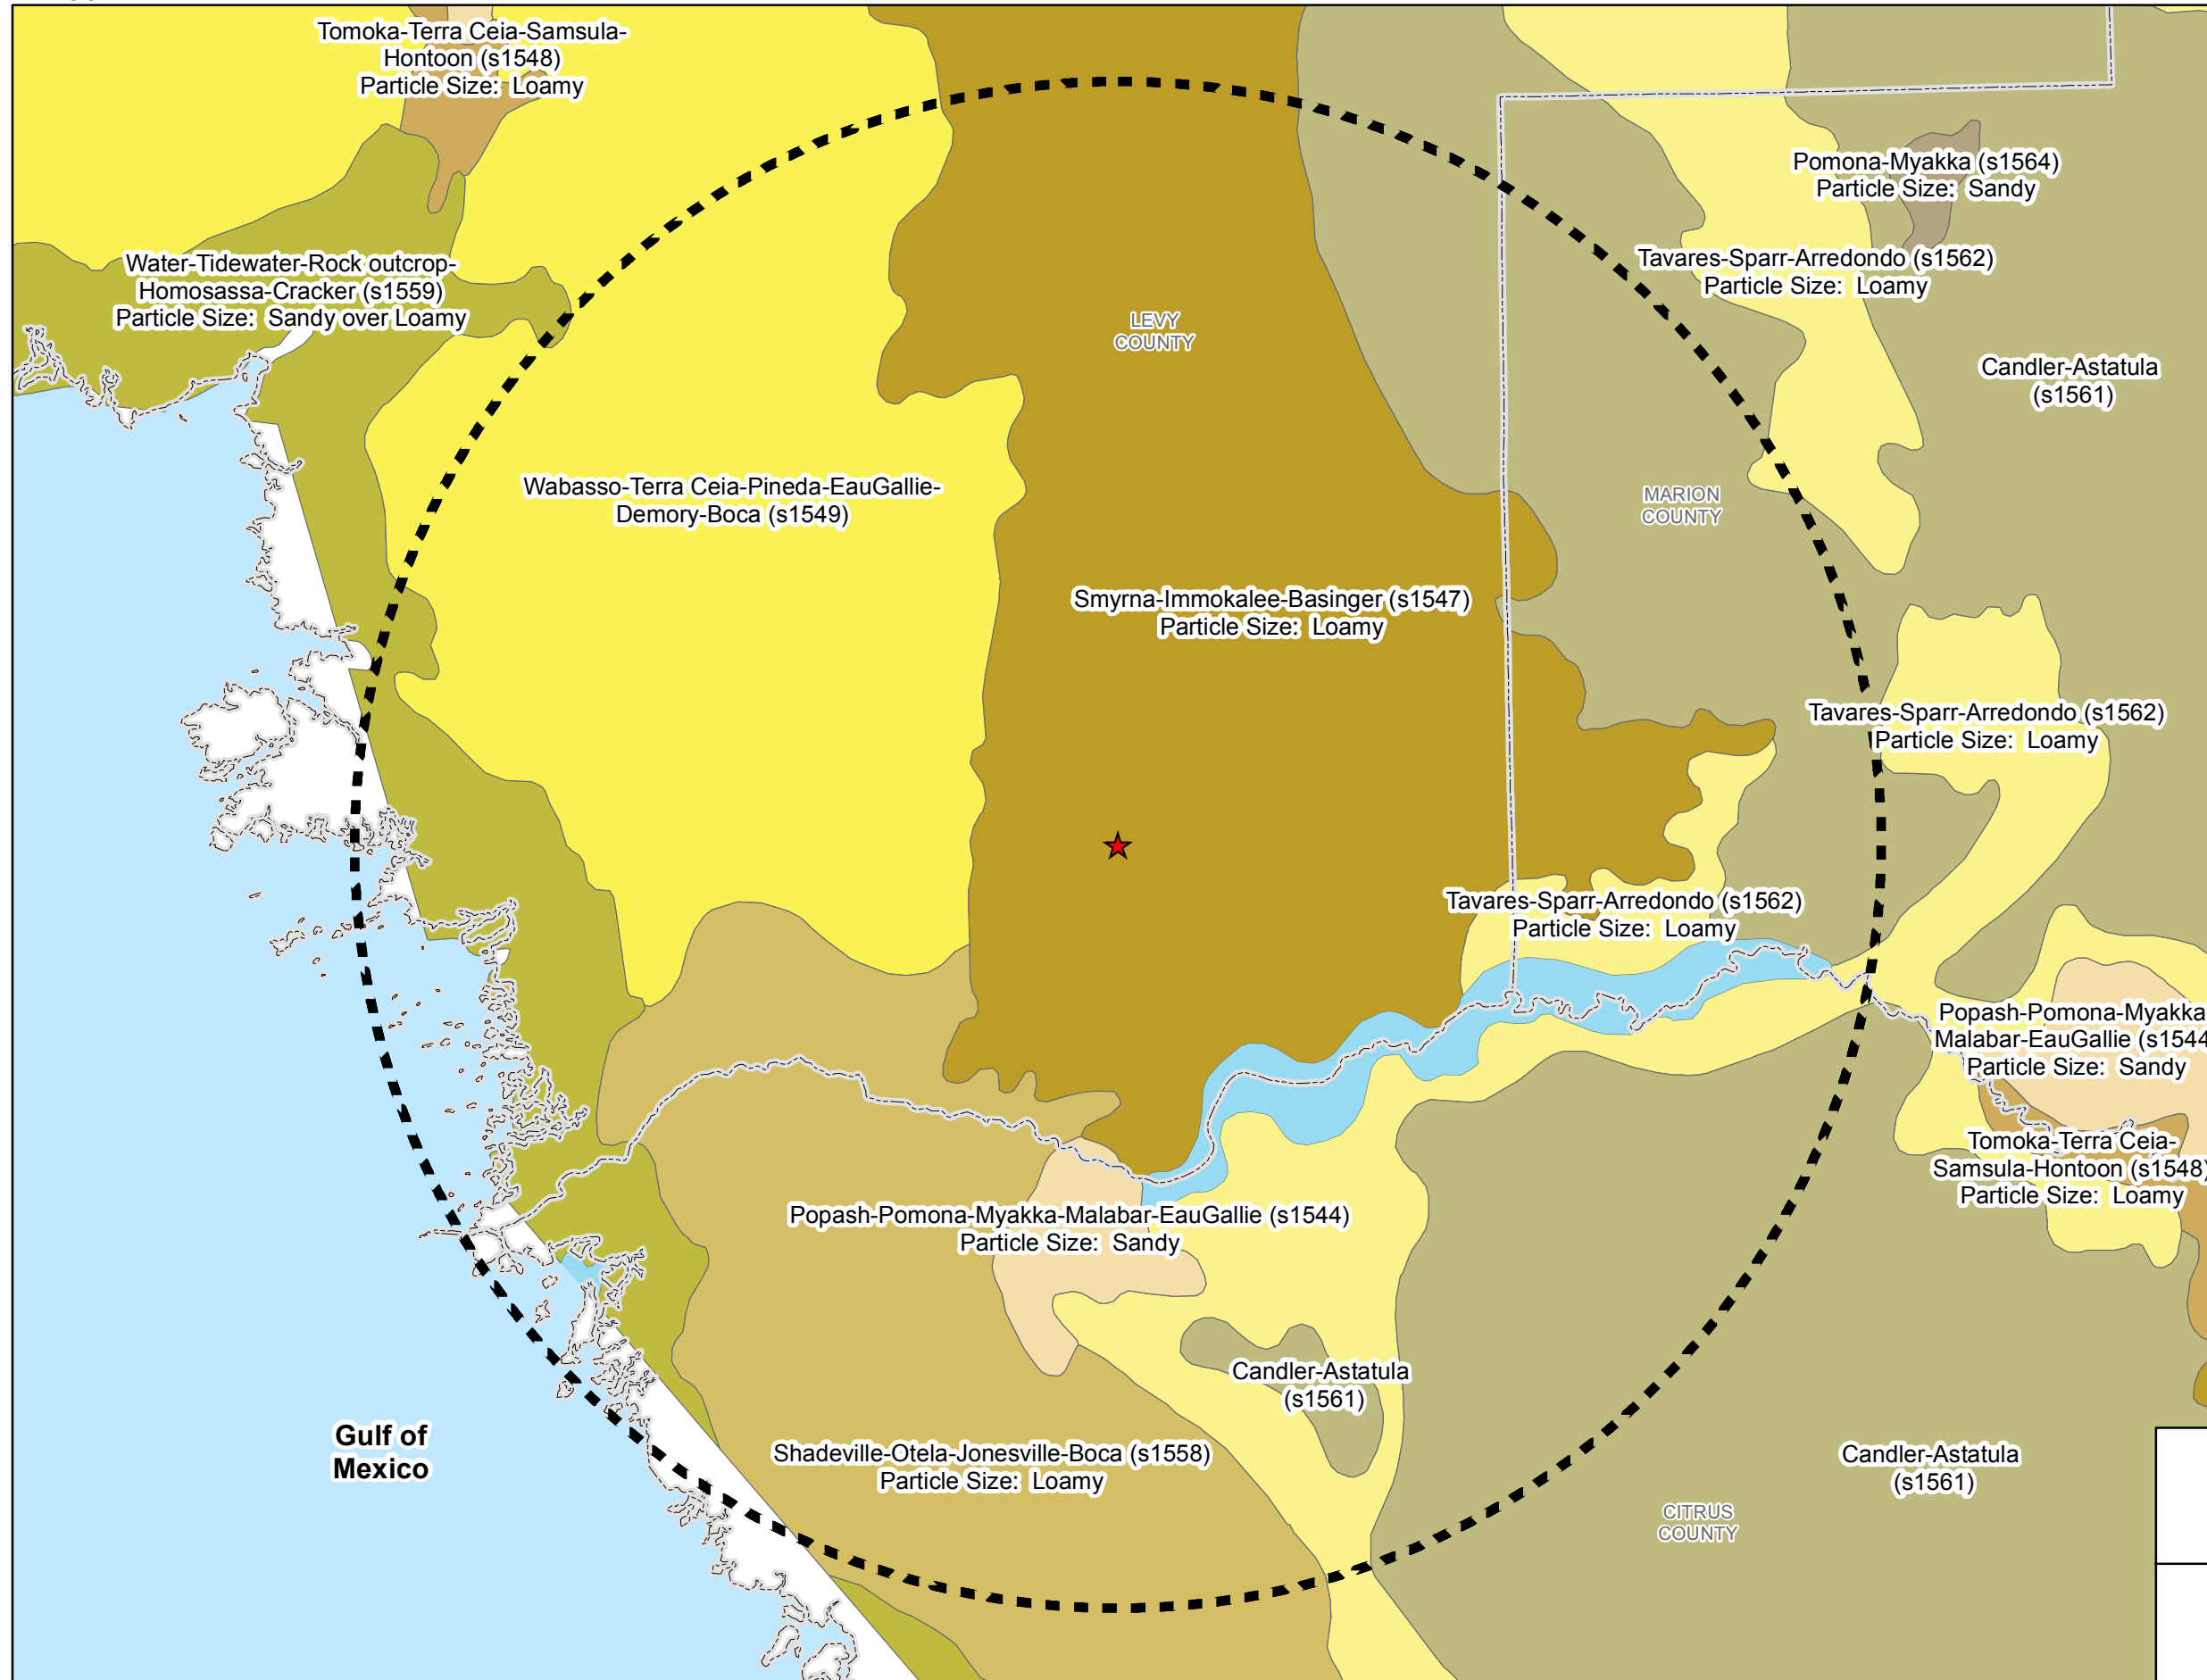 Tomoka-Terra Ceia-Samsula-
Hontoon (s1548)
Particle Size: Loamy
Pomona-Myakka (s1564)
Particle Size: Sandy
Water-Tidewater-Rock outcrop-
Homosassa-Cracker (s1559)
Particle Size: Sandy over Loamy
Tavares-Sparr-Arredondo (s1562)
Particle Size: Loamy
LEVY
COUNTY
Candler-Astatula
(s1561)
Wabasso-Terra Ceia-Pineda-EauGallie-
Demory-Boca (s1549)
MARION
COUNTY
Smyrna-Immokalee-Basinger (s1547)
Particle Size: Loamy
Tavares-Sparr-Arredondo (s1562)
Particle Size: Loamy
Tavares-Sparr-Arredondo (s1562)
Particle Size: Loamy
Popash-Pomona-Myakka
Malabar-EauGallie (s1544
Particle Size: Sandy
Tomoka-Terra Ceia-
Samsula-Hontoon (s1548)
Particle Size: Loamy
Popash-Pomona-Myakka-Malabar-EauGallie (s1544)
Particle Size: Sandy
Candler-Astatula
(s1561)
Gulf of
Mexico
Shadeville-Otela-Jonesville-Boca (s1558)
Particle Size: Loamy
Candler-Astatula
(s1561)
CITRUS
COUNTY